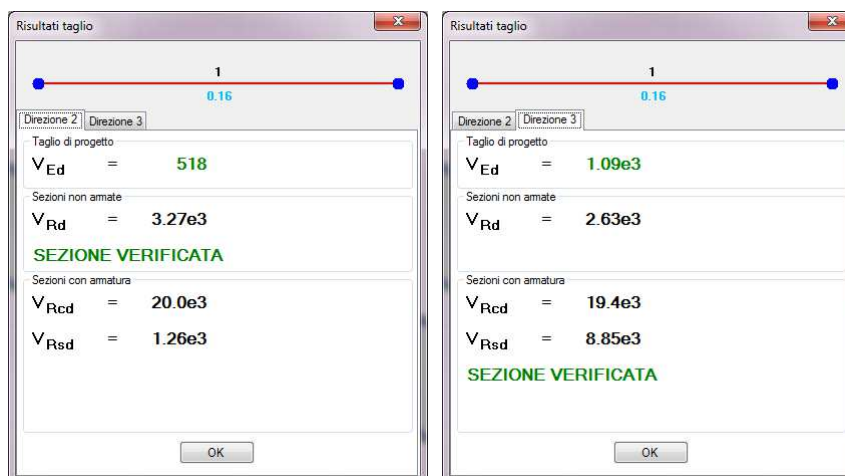 Risultati taglio
x
1
0.16
Direzione 2
Direzione 3
Taglio di progetto
VEd = 518
Sezioni non armate
VRd = 3.27e3
SEZIONE VERIFICATA
Sezioni con armatura
VRcd = 20.0e3
VRsd = 1.26e3
OK
Risultati taglio
x
1
0.16
Direzione 2
Direzione 3
Taglio di progetto
VEd = 1.09e3
Sezioni non armate
VRd = 2.63e3
Sezioni con armatura
VRcd = 19.4e3
VRsd = 8.85e3
SEZIONE VERIFICATA
OK